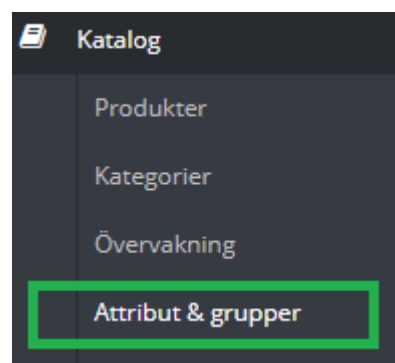 Katalog
Produkter
Kategorier
Övervakning
Attribut & grupper